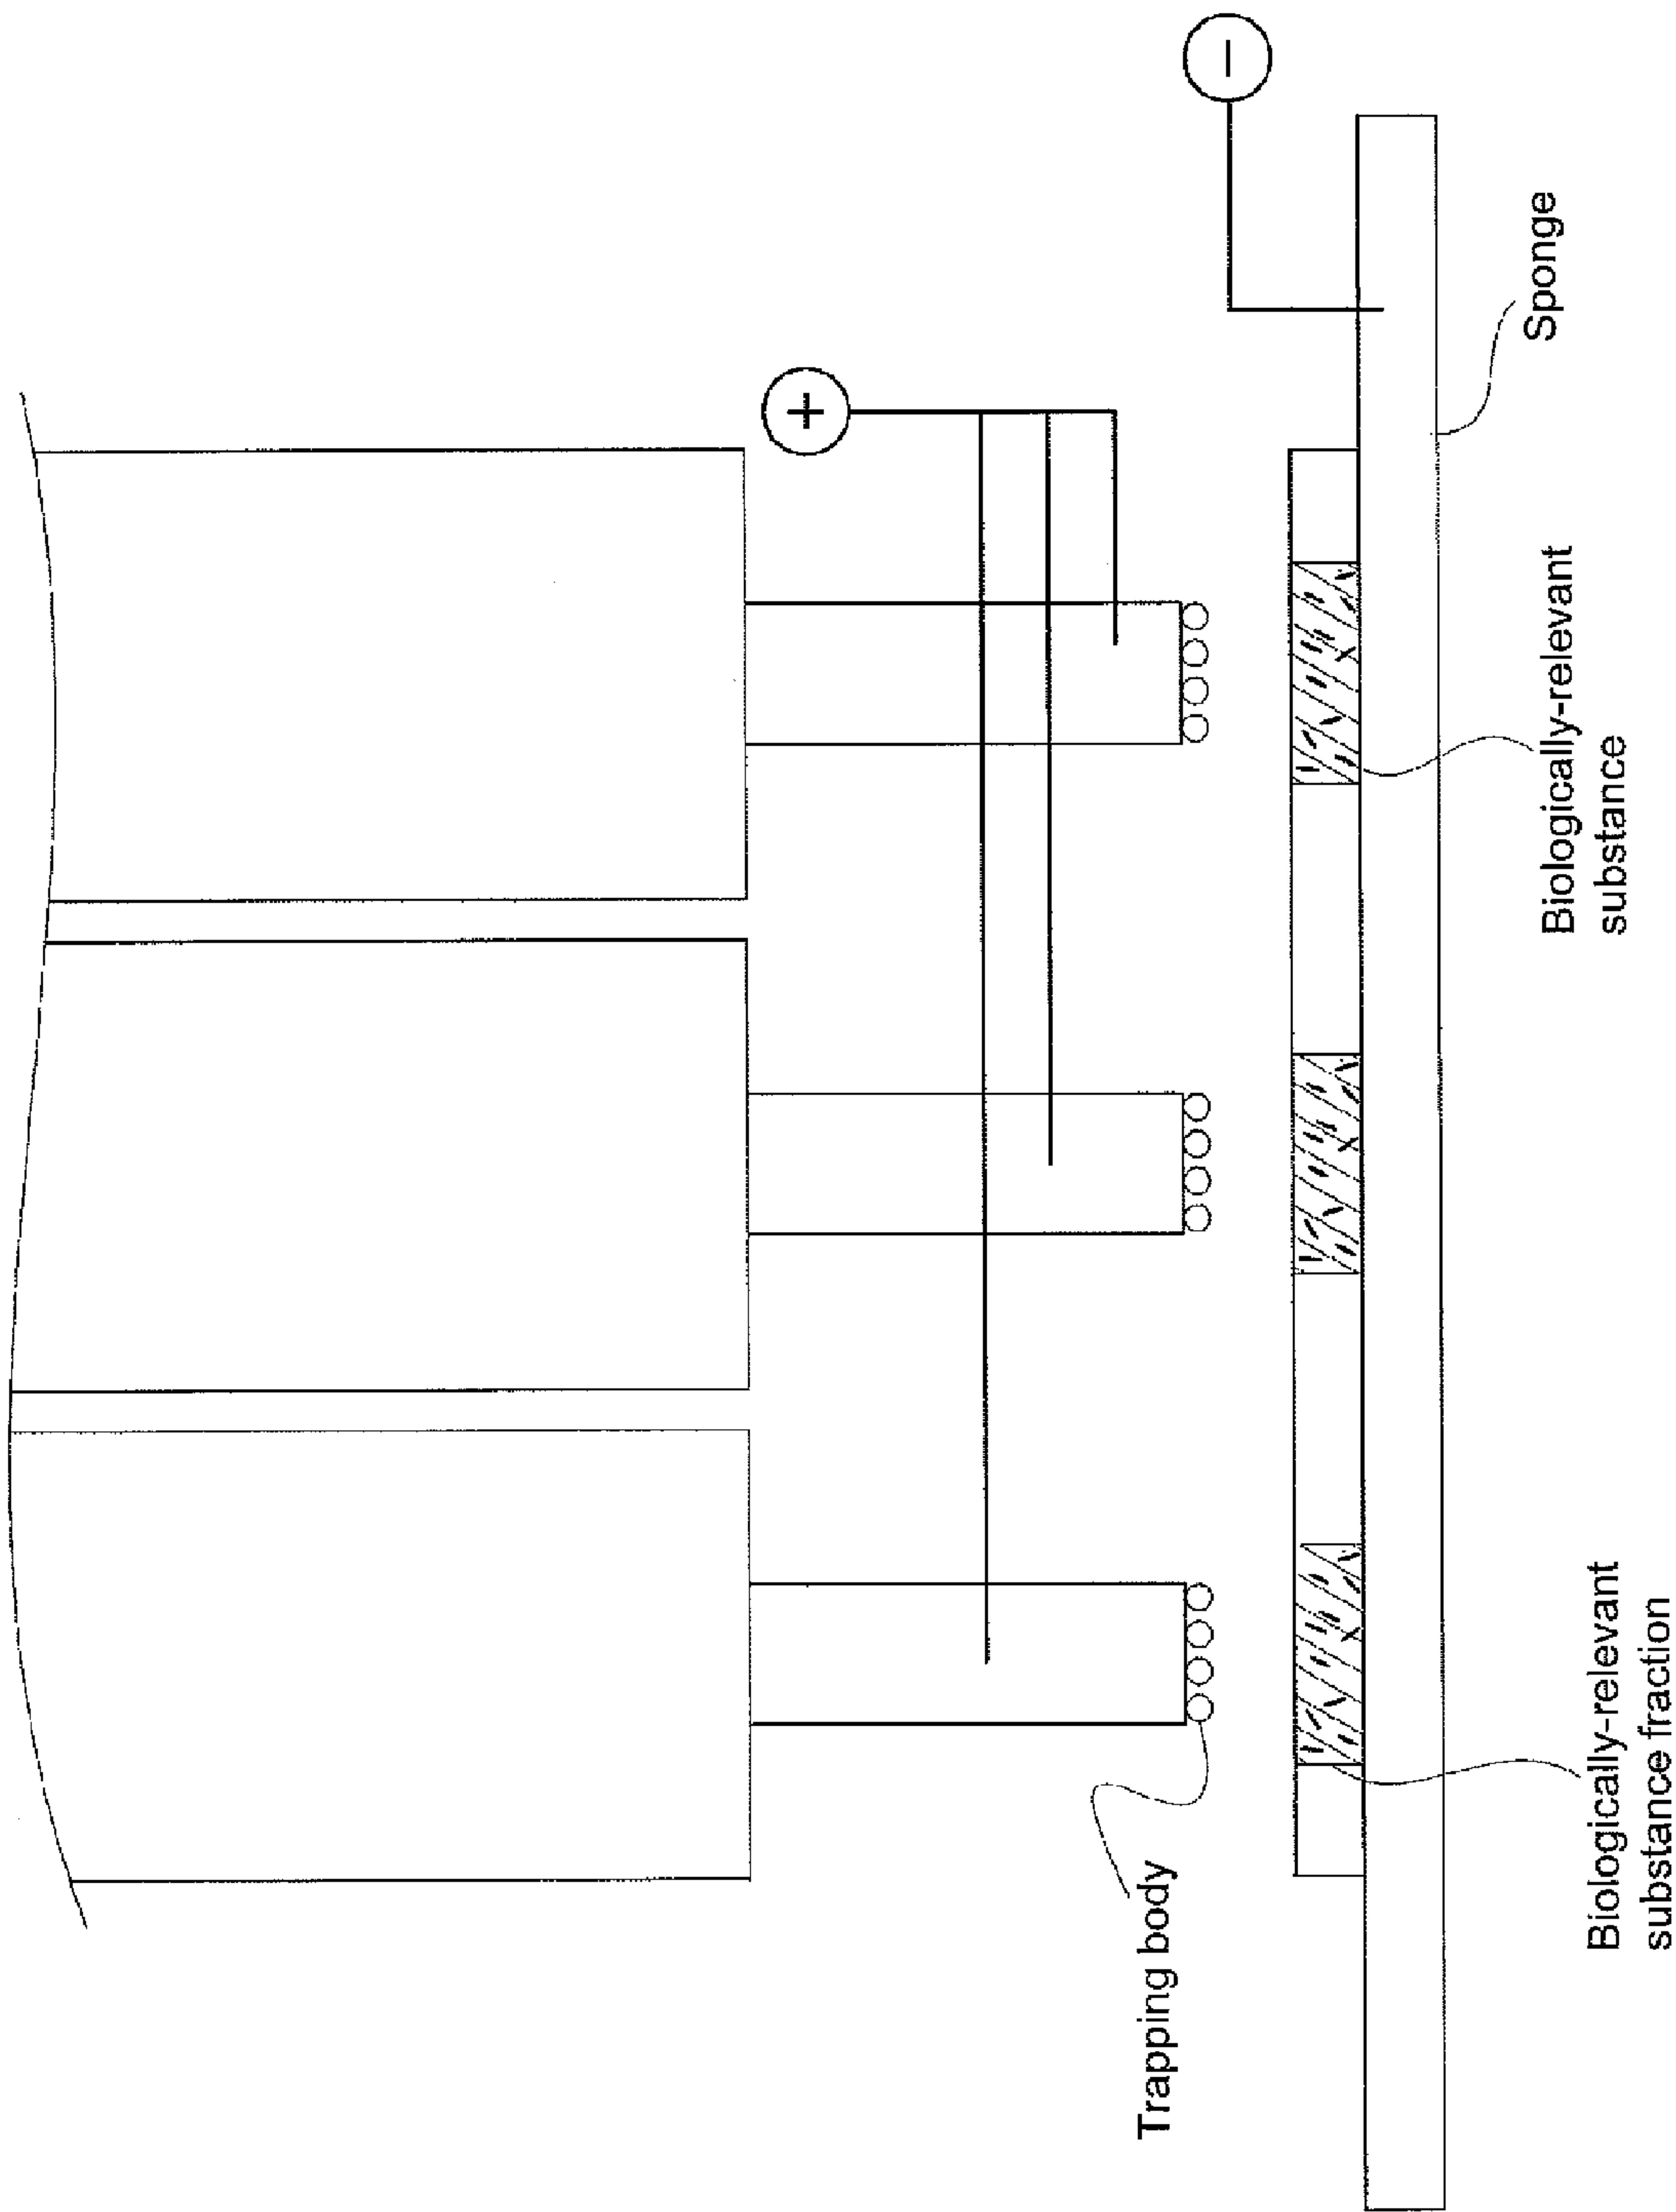 +
−
Trapping body
Biologically-relevant
substance fraction
Biologically-relevant
substance
Sponge